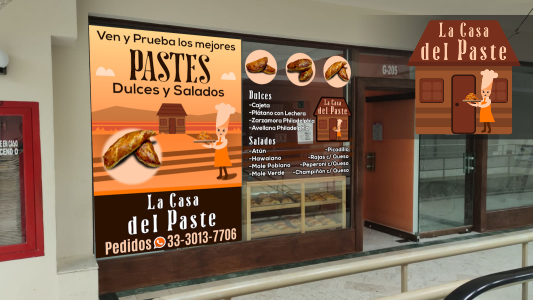 Ven y Prueba los mejores
PASTES
Dulces y Salados
La Casa
del Paste
Pedidos 33-3013-7706
Dulces
-Cajeta
-Plátano con Lechera
-Zarzamora Philadelphia
-Avellana Philadelphia
La Casa
del Paste
Salados
-Atún
-Hawaiano
-Mole Poblano
-Mole Verde
-Picadillo
-Rajas c/ Queso
-Peperoni c/ Queso
-Champiñón c/ Queso
G-205
La Casa
del Paste